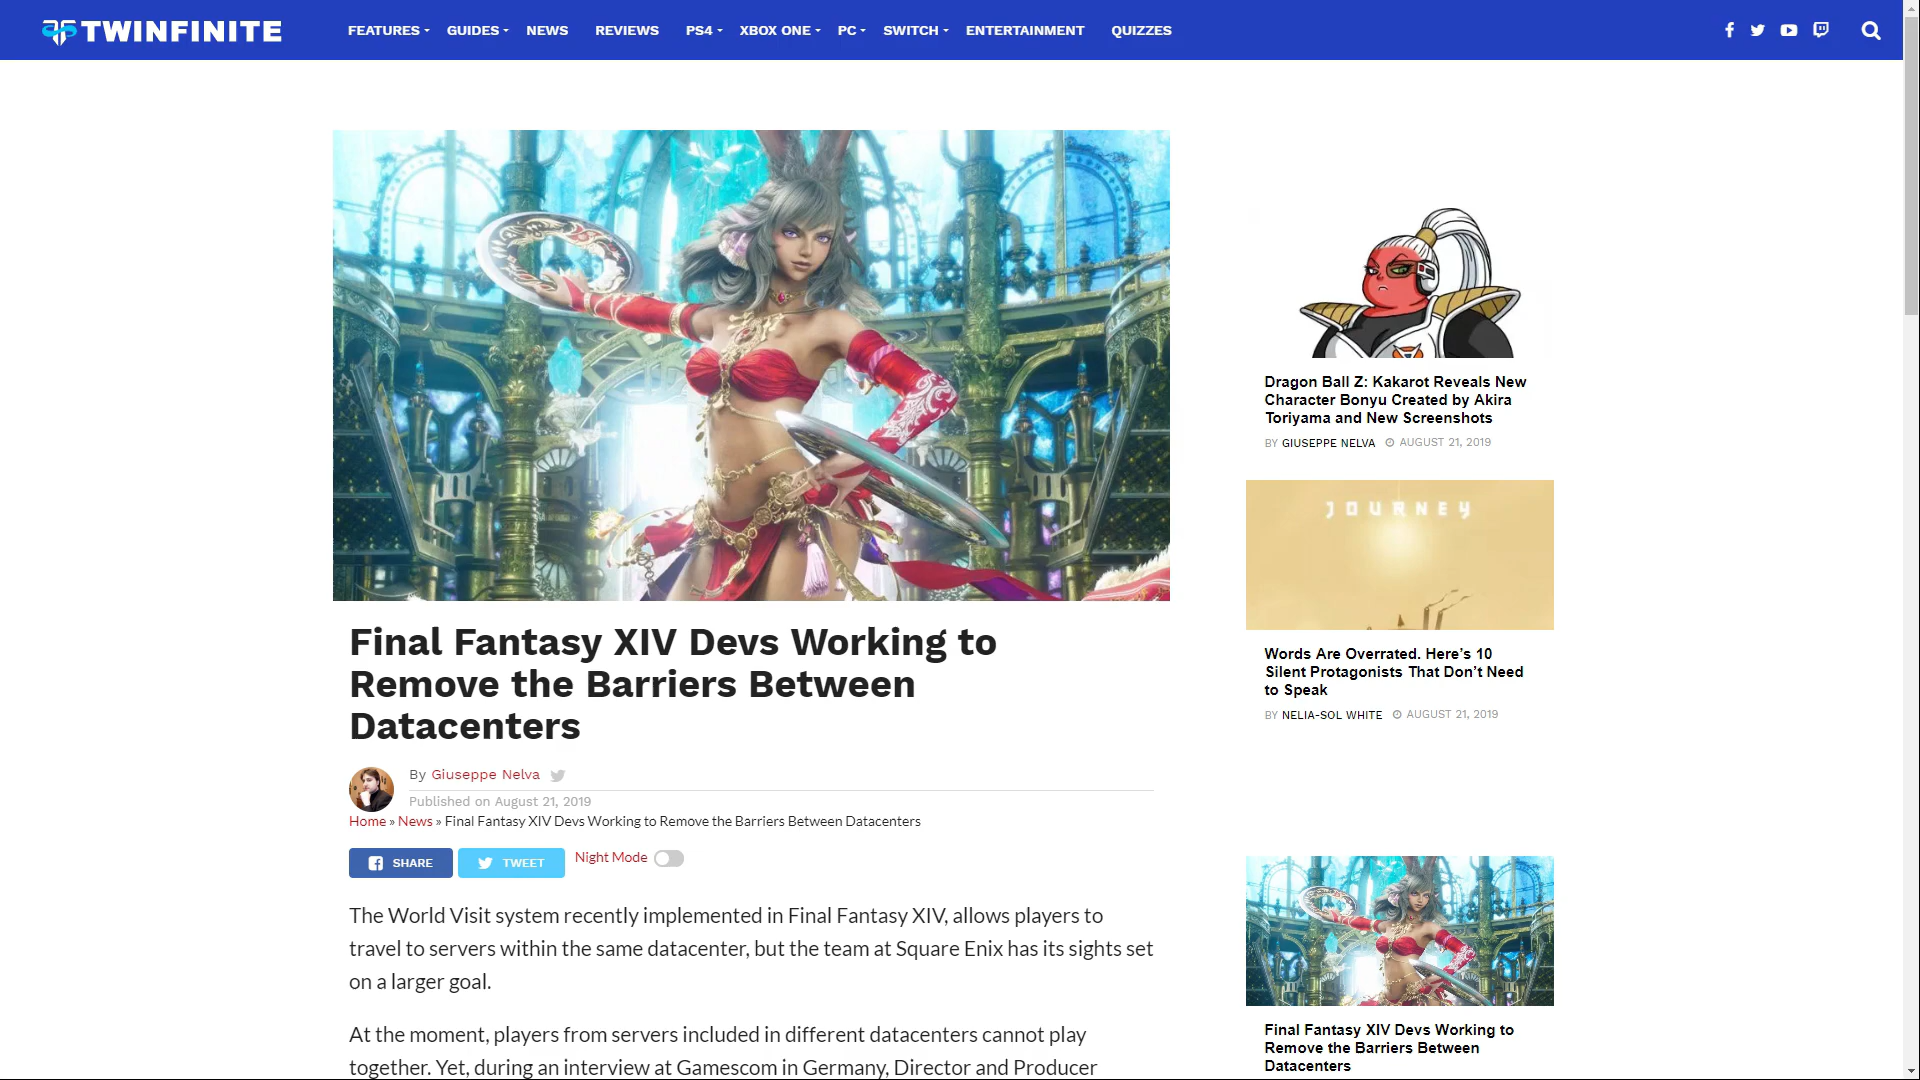 TWINFINITE
FEATURES GUIDES NEWS REVIEWS PS4 XBOX ONE PC SWITCH ENTERTAINMENT QUIZZES
Final Fantasy XIV Devs Working to
Remove the Barriers Between
Datacenters
By Giuseppe Nelva
Published on August 21, 2019
Home » News » Final Fantasy XIV Devs Working to Remove the Barriers Between Datacenters
SHARE TWEET Night Mode
The World Visit system recently implemented in Final Fantasy XIV, allows players to
travel to servers within the same datacenter, but the team at Square Enix has its sights set
on a larger goal.
At the moment, players from servers included in different datacenters cannot play
together. Yet, during an interview at Gamescom in Germany, Director and Producer
Dragon Ball Z: Kakarot Reveals New
Character Bonyu Created by Akira
Toriyama and New Screenshots
BY GIUSEPPE NELVA AUGUST 21, 2019
JOURNEY
Words Are Overrated. Here’s 10
Silent Protagonists That Don’t Need
to Speak
BY NELIA-SOL WHITE AUGUST 21, 2019
Final Fantasy XIV Devs Working to
Remove the Barriers Between
Datacenters